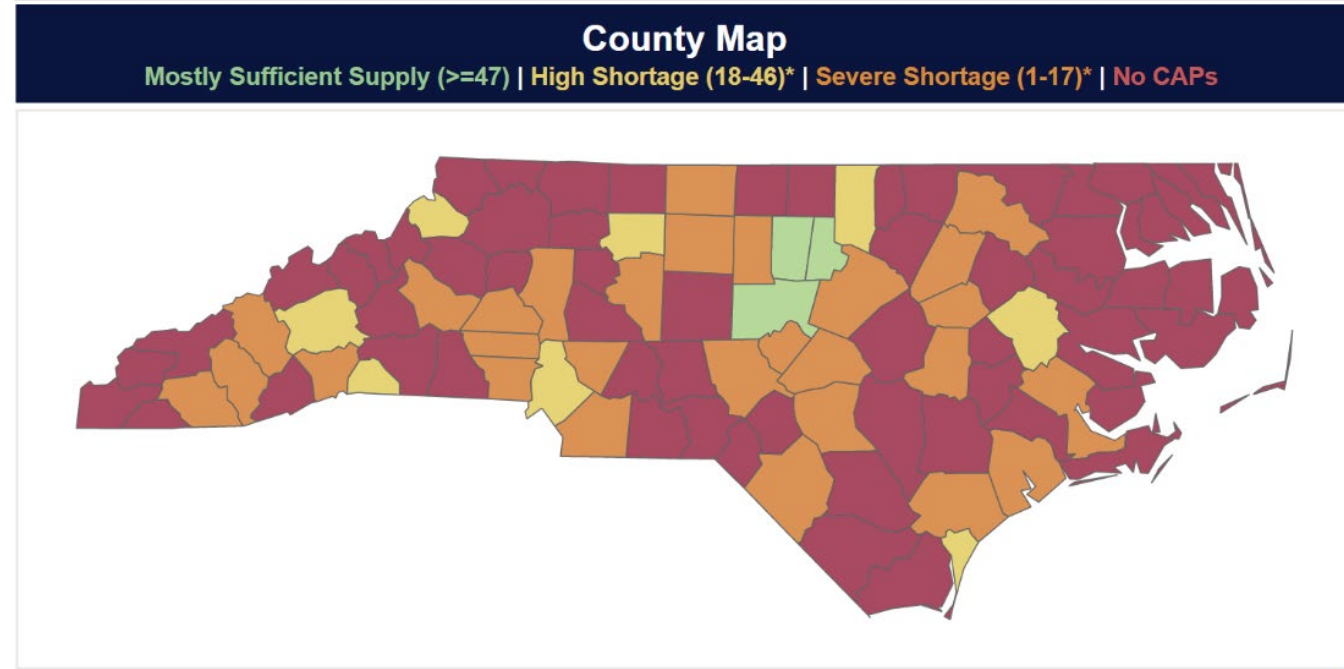 County Map
Mostly Sufficient Supply (>=47) | High Shortage (18-46)* | Severe Shortage (1-17)* | No CAPs